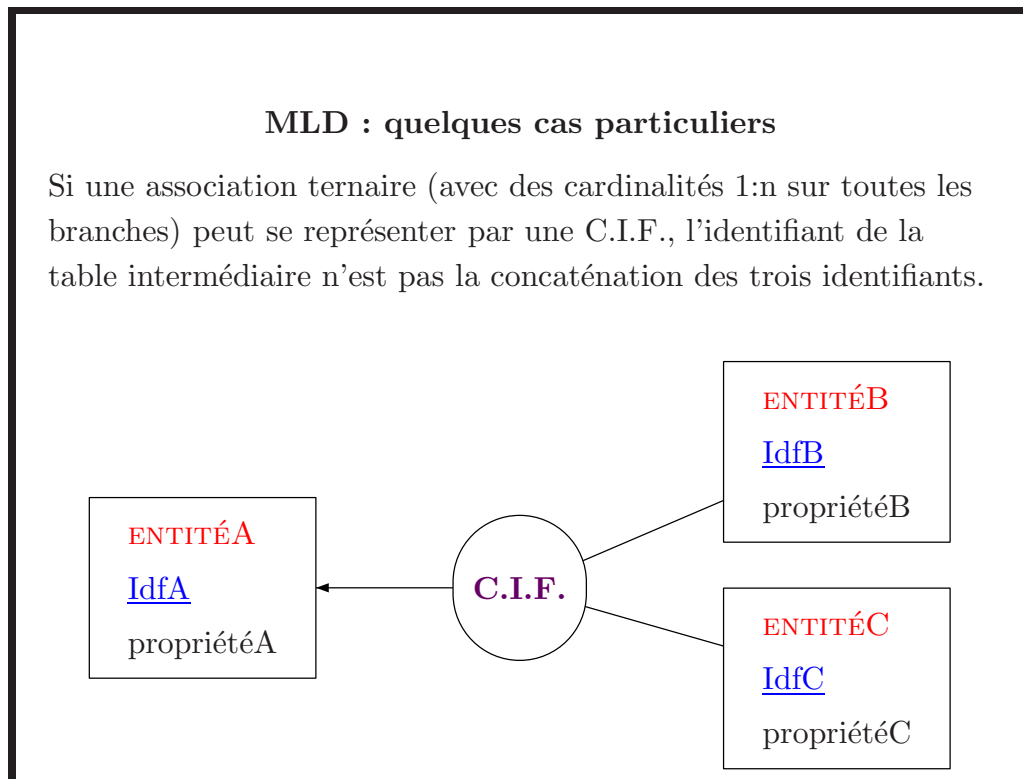 MLD : quelques cas particuliers
Si une association ternaire (avec des cardinalités 1:n sur toutes les
branches) peut se représenter par une C.I.F., l'identifiant de la
table intermédiaire n'est pas la concaténation des trois identifiants.
ENTITÉB
IdfB
propriétéB
ENTITÉA
IdfA
propriétéA
C.I.F.
ENTITÉC
IdfC
propriétéC